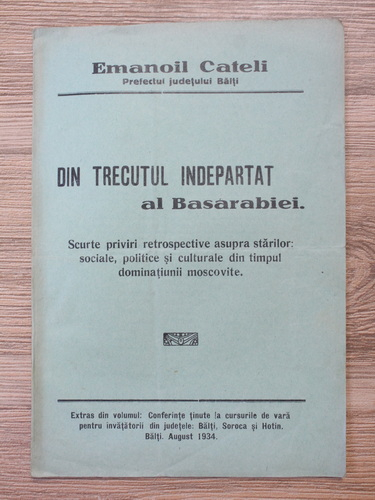 Emanoil Cateli
Prefectul județului Bălți
DIN TRECUTUL INDEPARTAT
al Basarabiei.
Scurte priviri retrospective asupra stărilor:
sociale, politice și culturale din timpul
dominațiunii moscovite.
Extras din volumul: Conferințe ținute la cursurile de vară
pentru învățătorii din județele: Bălți, Soroca și Hotin,
Bălți. August 1934.